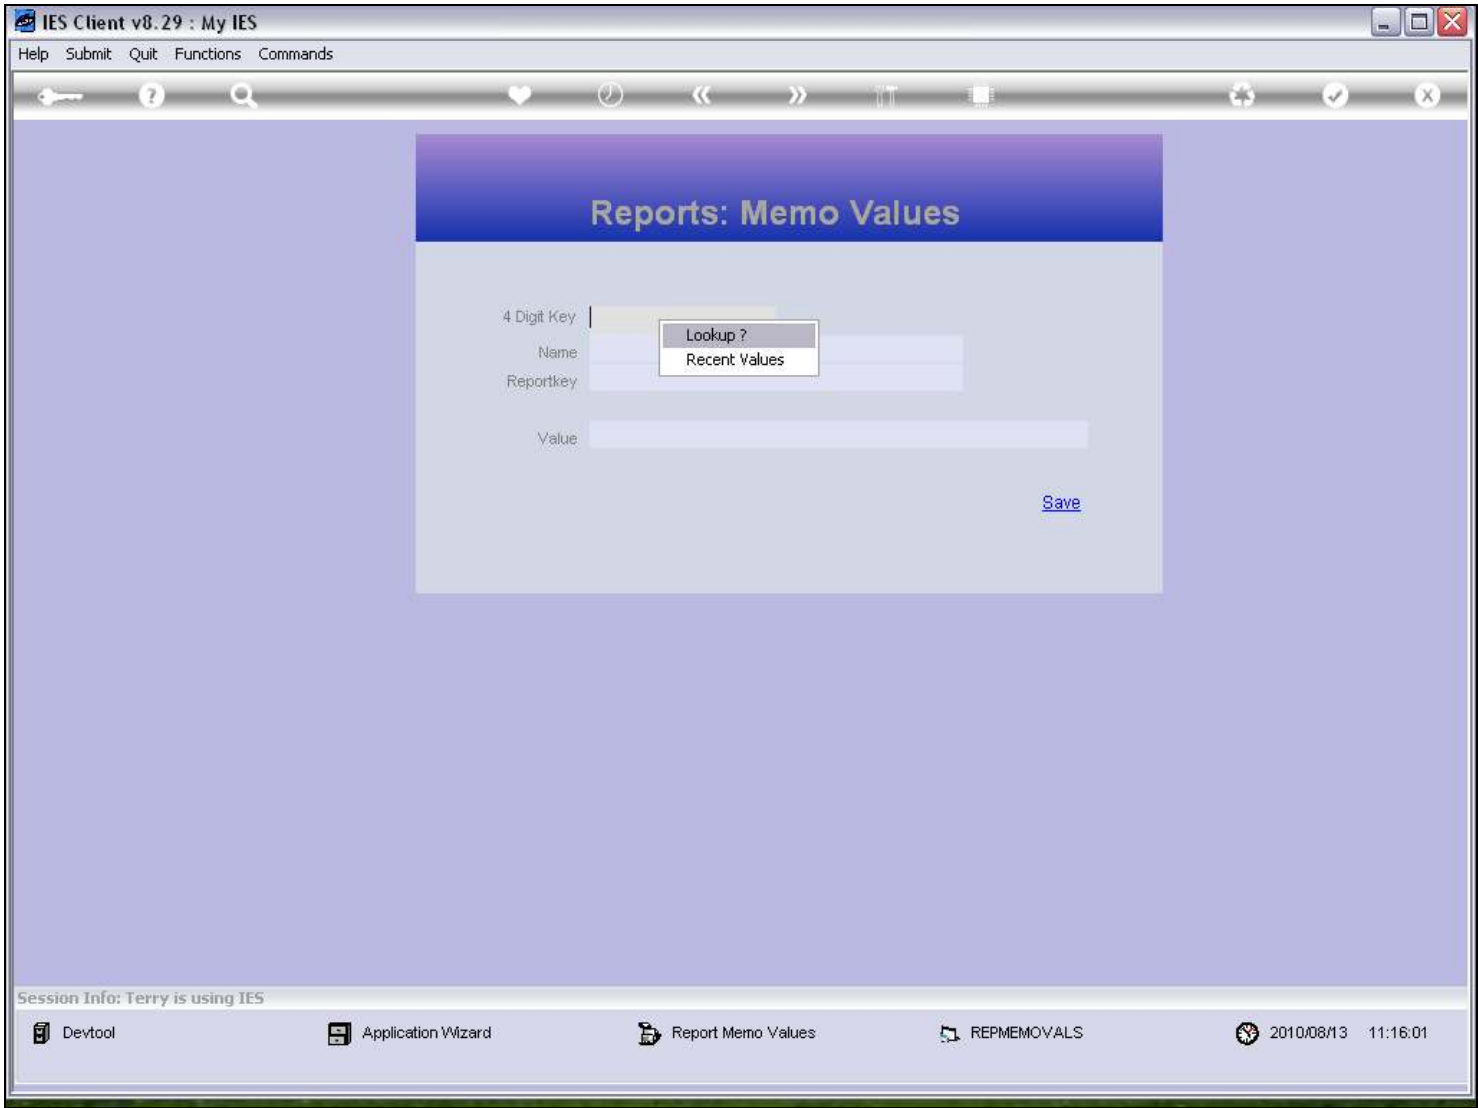 IES Client v8.29 : My IES
Help Submit Quit Functions Commands
Reports: Memo Values
4 Digit Key
Lookup ?
Name
Recent Values
Reportkey
Value
Save
Session Info: Terry is using IES
Devtool Application Wizard Report Memo Values REPMEMOVALS 2010/08/13 11:16:01